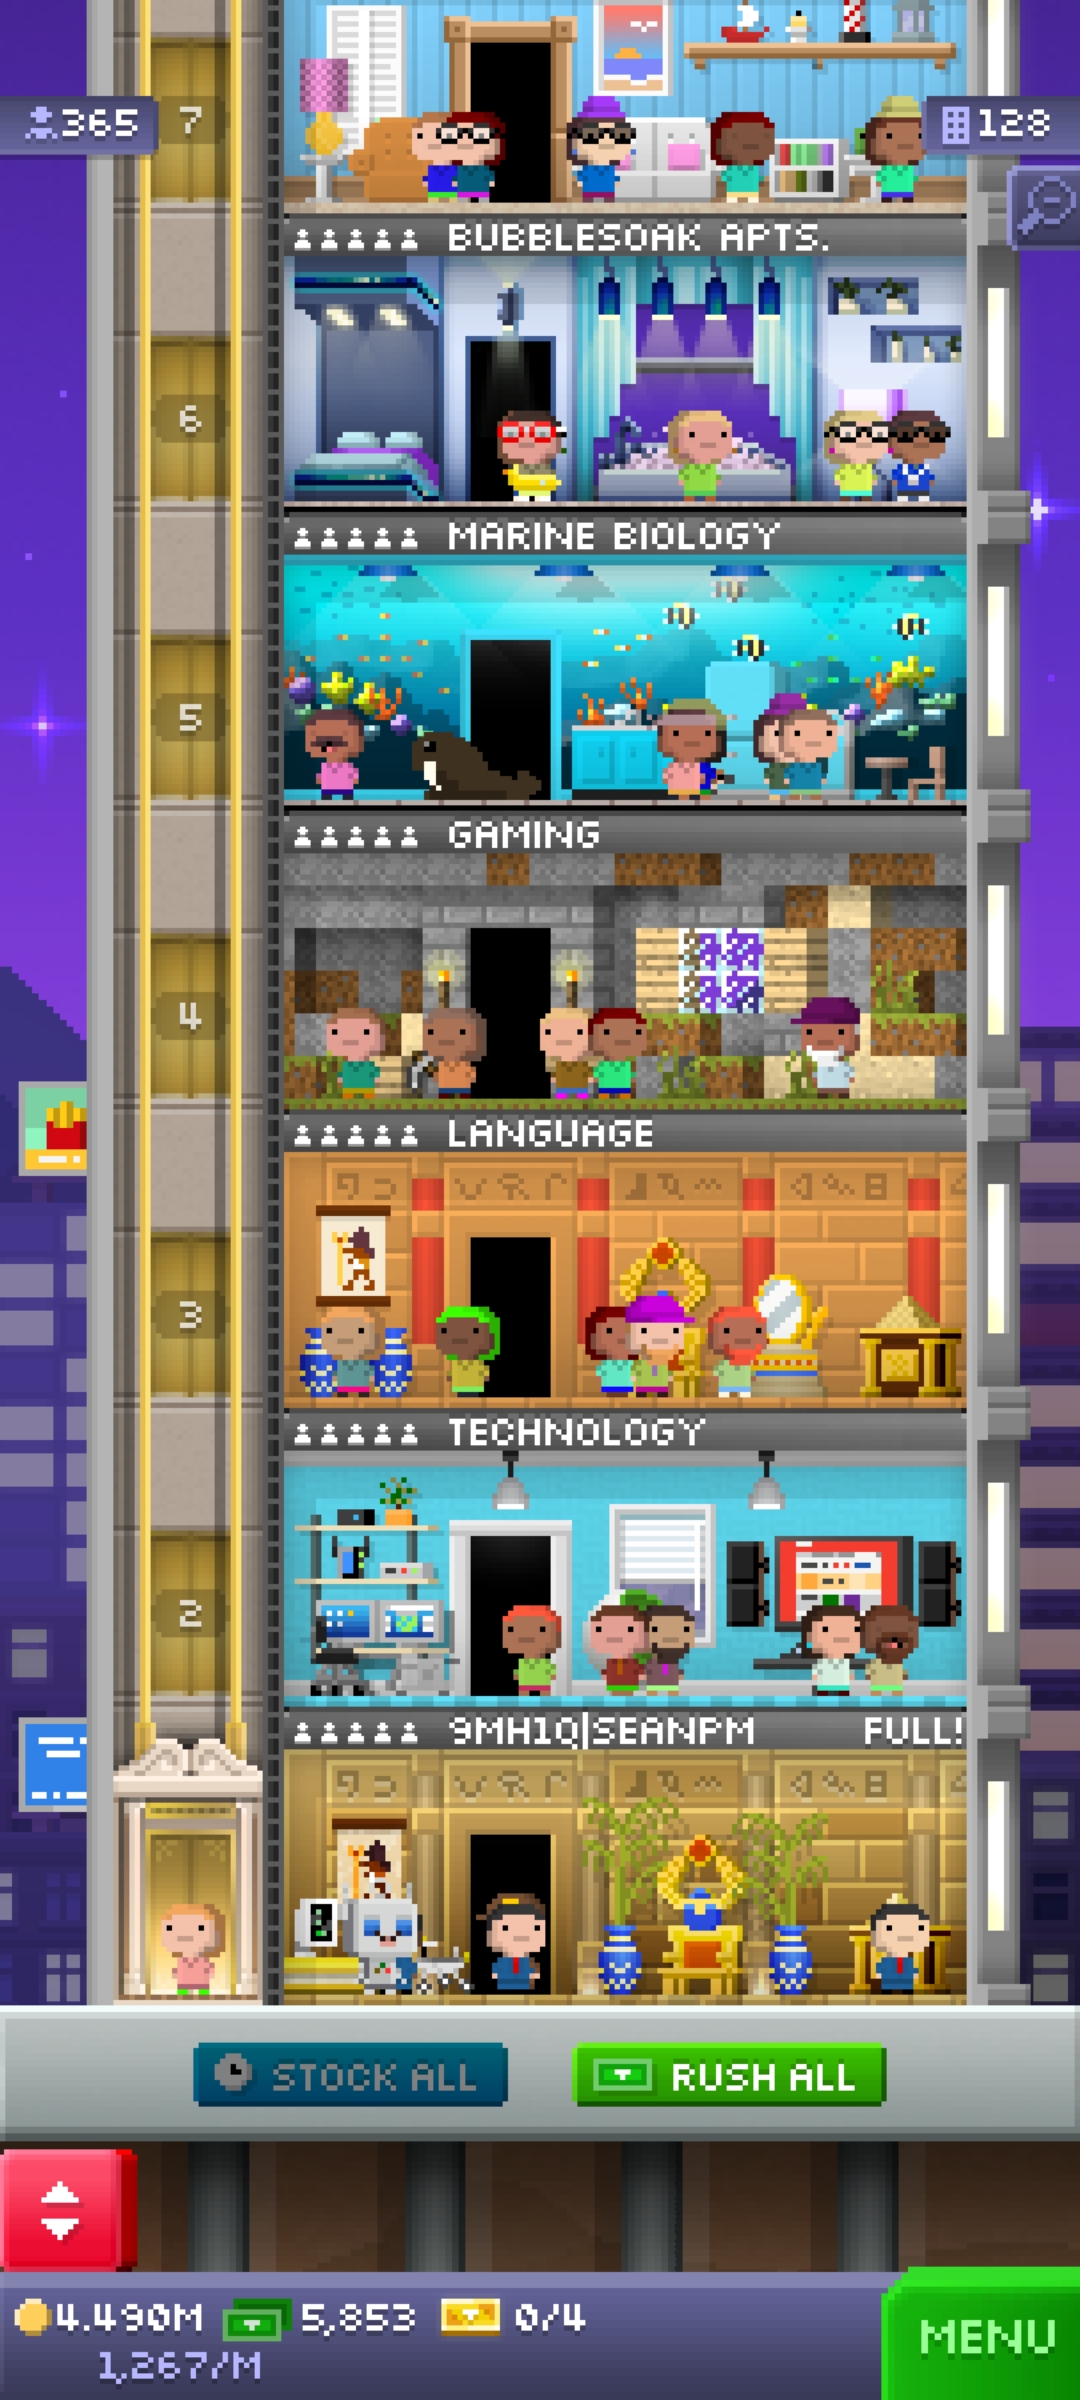 365
7
128
BUBBLESOAK APTS.
6
MARINE BIOLOGY
5
GAMING
4
LANGUAGE
3
TECHNOLOGY
2
9MH1Q|SEANPM FULL!
STOCK ALL
RUSH ALL
4.490M 5,853 0/4
1,267/M
MENU